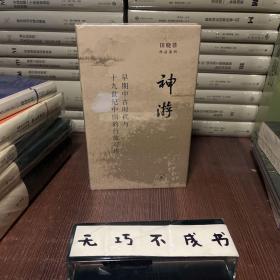 田晓菲
作品系列
神游
早期中古时代与
十九世纪中国的行旅写作
无巧不成书